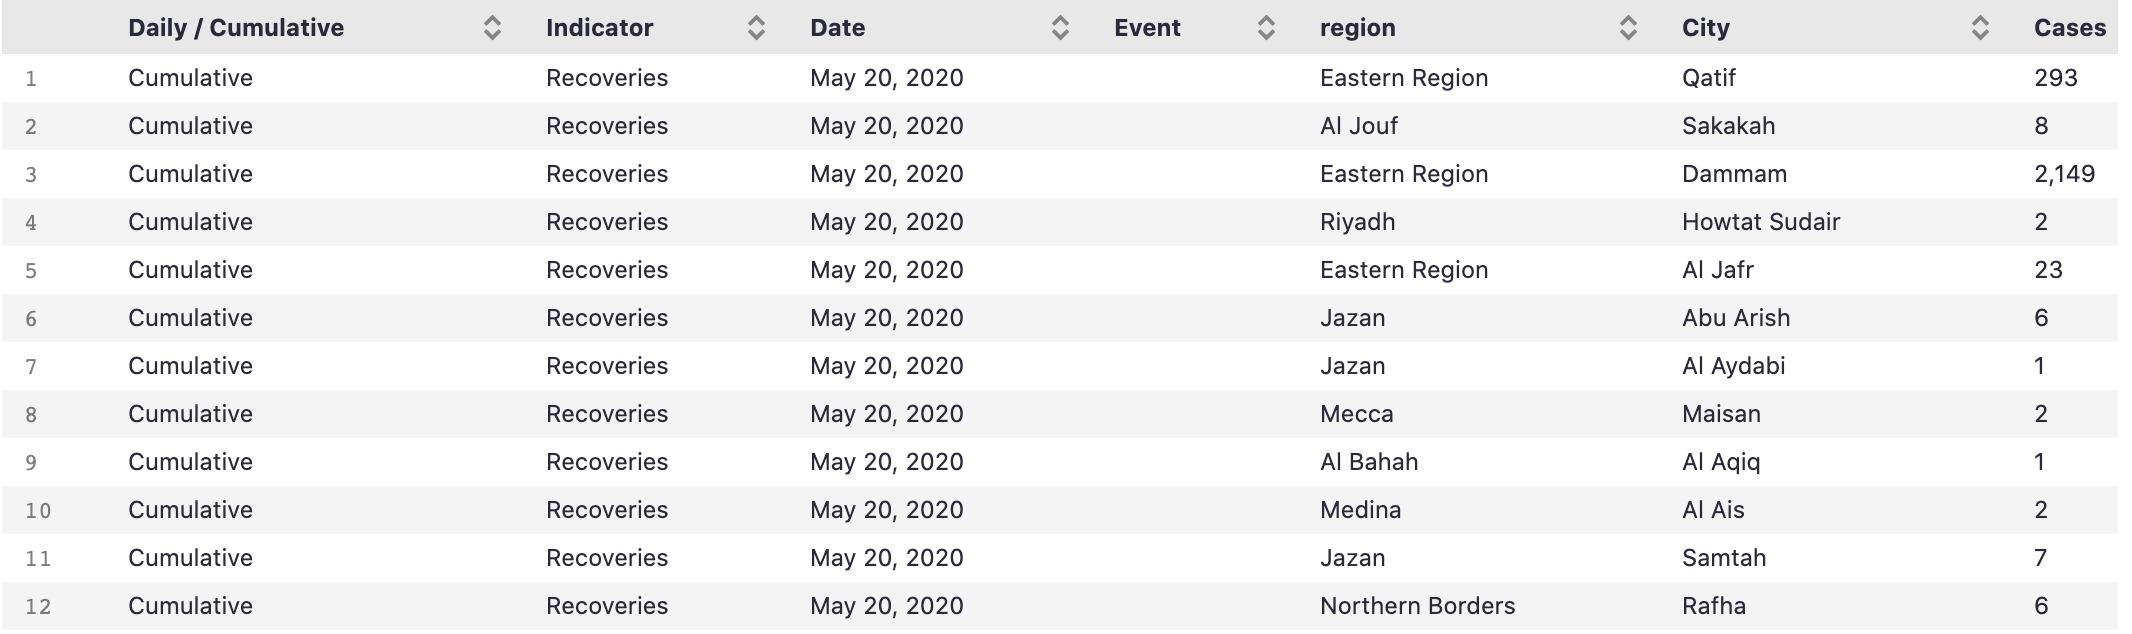 Daily / Cumulative Indicator Date Event region City Cases
1 Cumulative Recoveries May 20, 2020 Eastern Region Qatif 293
2 Cumulative Recoveries May 20, 2020 Al Jouf Sakakah 8
3 Cumulative Recoveries May 20, 2020 Eastern Region Dammam 2,149
4 Cumulative Recoveries May 20, 2020 Riyadh Howtat Sudair 2
5 Cumulative Recoveries May 20, 2020 Eastern Region Al Jafr 23
6 Cumulative Recoveries May 20, 2020 Jazan Abu Arish 6
7 Cumulative Recoveries May 20, 2020 Jazan Al Aydabi 1
8 Cumulative Recoveries May 20, 2020 Mecca Maisan 2
9 Cumulative Recoveries May 20, 2020 Al Bahah Al Aqiq 1
10 Cumulative Recoveries May 20, 2020 Medina Al Ais 2
11 Cumulative Recoveries May 20, 2020 Jazan Samtah 7
12 Cumulative Recoveries May 20, 2020 Northern Borders Rafha 6